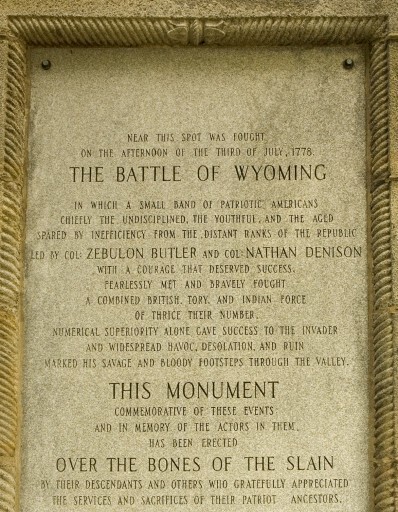 NEAR THIS SPOT WAS FOUGHT
ON THE AFTERNOON OF THE THIRD OF JULY, 1778,
THE BATTLE OF WYOMING
IN WHICH A SMALL BAND OF PATRIOTIC AMERICANS
CHIEFLY THE UNDISCIPLINED, THE YOUTHFUL, AND THE AGED
SPARED BY INEFFICIENCY FROM THE DISTANT RANKS OF THE REPUBLIC
LED BY COL: ZEBULON BUTLER AND COL: NATHAN DENISON
WITH A COURAGE THAT DESERVED SUCCESS,
FEARLESSLY MET AND BRAVELY FOUGHT
A COMBINED BRITISH, TORY, AND INDIAN FORCE
OF THRICE THEIR NUMBER.
NUMERICAL SUPERIORITY ALONE GAVE SUCCESS TO THE INVADER
AND WIDESPREAD HAVOC, DESOLATION, AND RUIN
MARKED HIS SAVAGE AND BLOODY FOOTSTEPS THROUGH THE VALLEY.
THIS MONUMENT
COMMEMORATIVE OF THESE EVENTS
AND IN MEMORY OF THE ACTORS IN THEM,
HAS BEEN ERECTED
OVER THE BONES OF THE SLAIN
BY THEIR DESCENDANTS AND OTHERS WHO GRATEFULLY APPRECIATED
THE SERVICES AND SACRIFICES OF THEIR PATRIOT ANCESTORS.